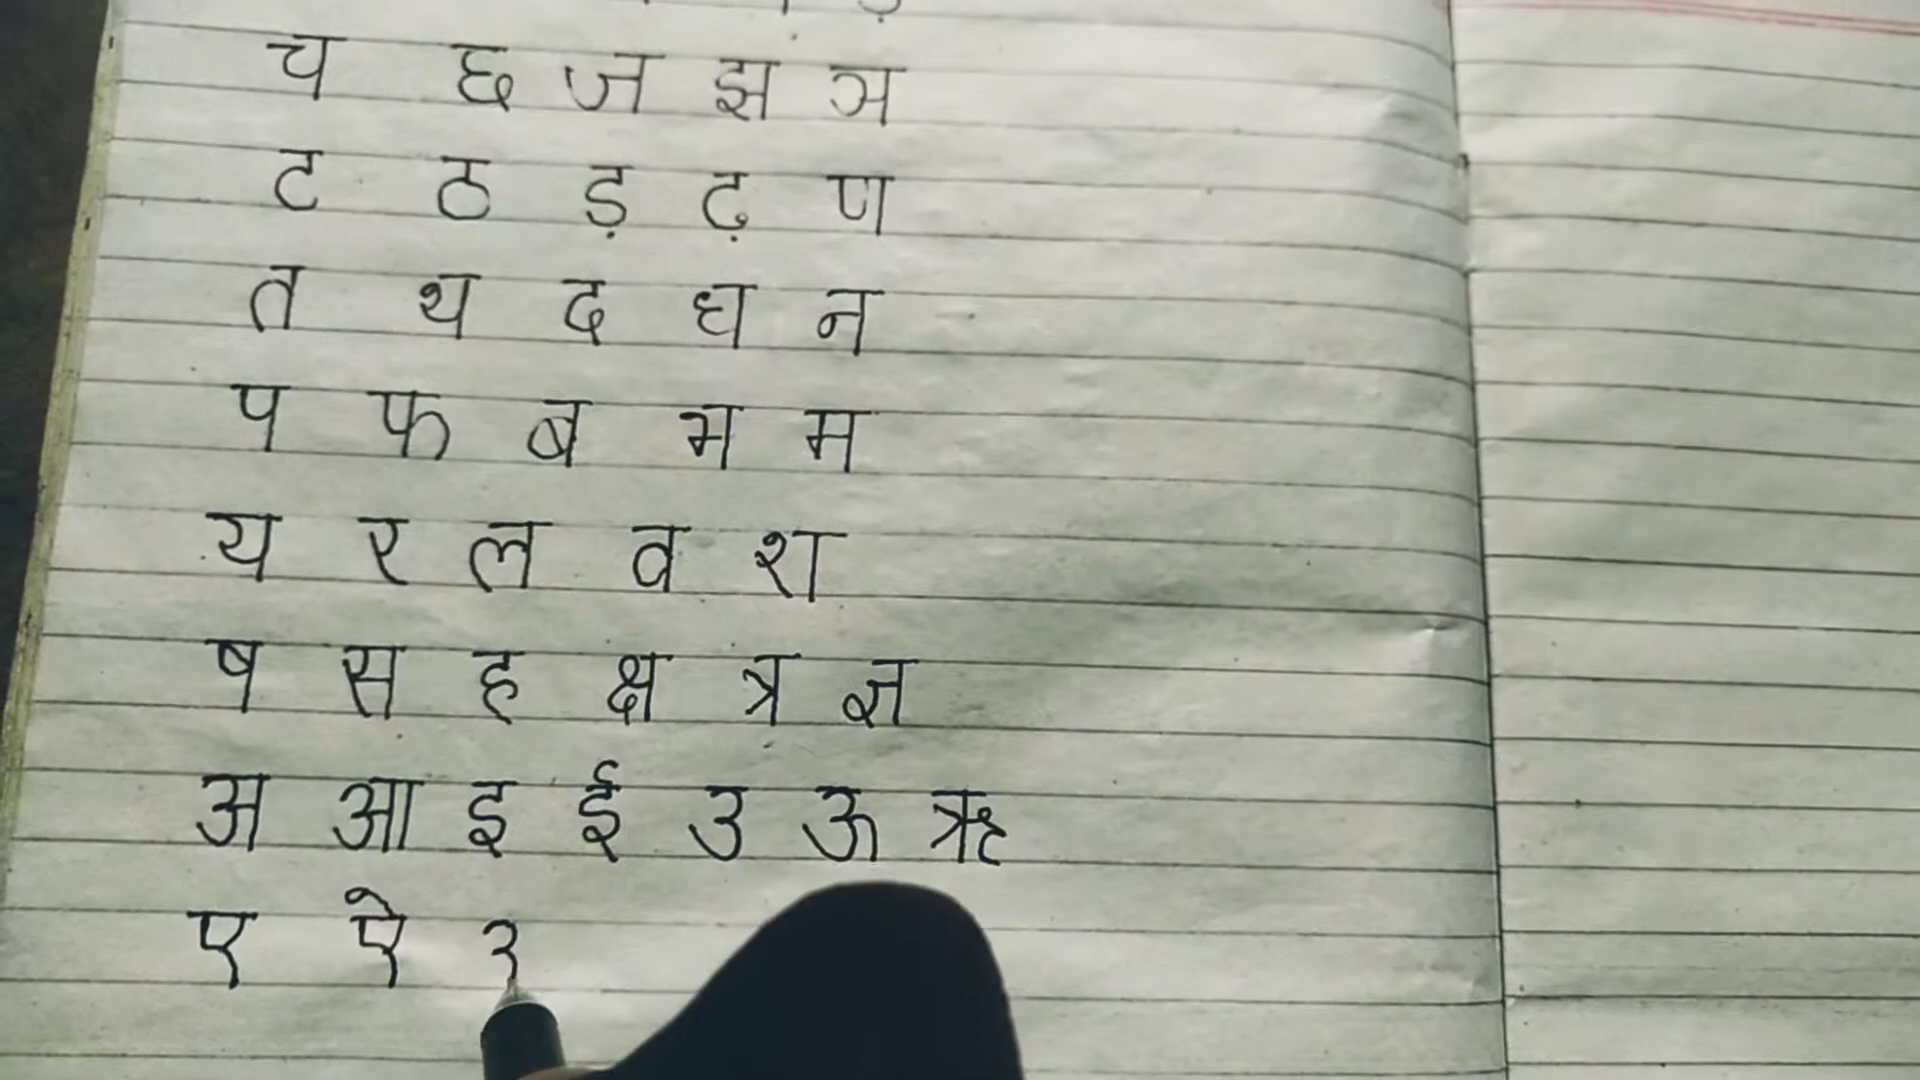 च छ ज झ ञ
ट ठ ड़ ढ़ ण
त थ द ध न
प फ ब भ म
य र ल व श
ष स ह क्ष त्र ज्ञ
अ आ इ ई उ ऊ ऋ
ए ऐ